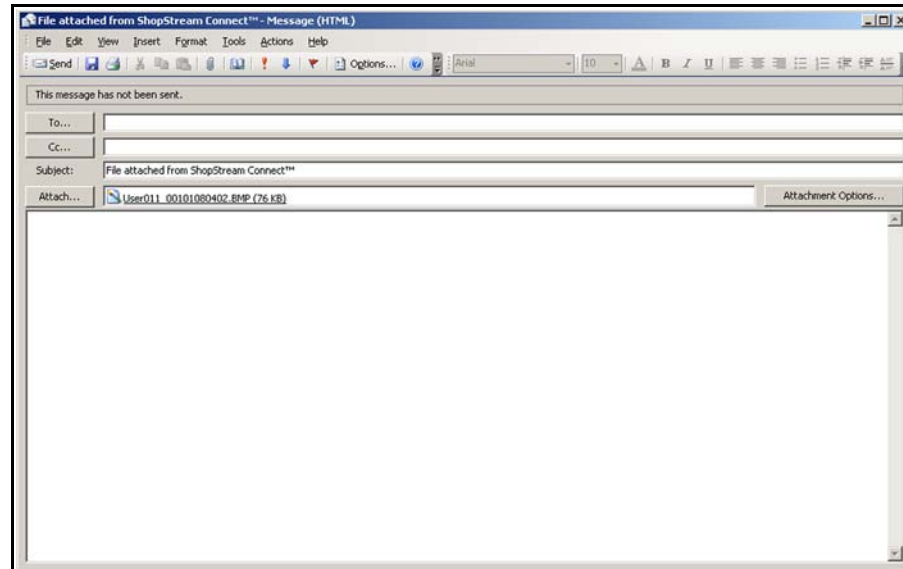 File attached from ShopStream Connect™ - Message (HTML)
File Edit View Insert Format Tools Actions Help
Send Options... Arial 10 A B I U
This message has not been sent.
To...
Cc...
Subject: File attached from ShopStream Connect™
Attach... User011_00101080402.BMP (76 KB) Attachment Options...